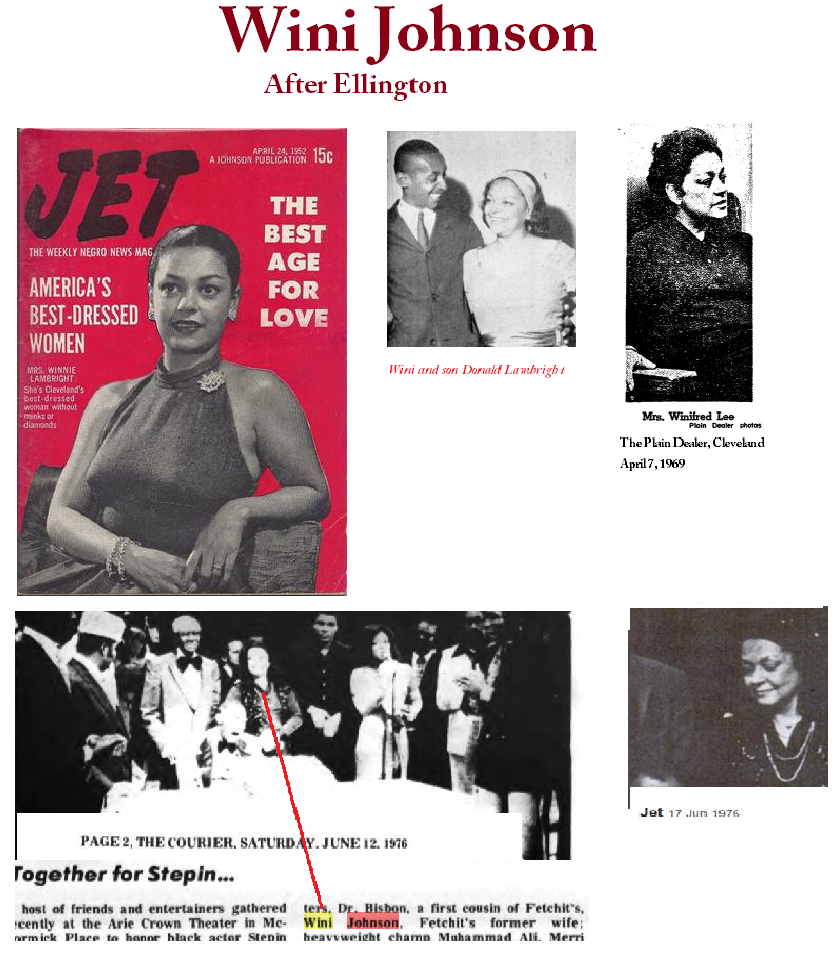 Wini Johnson
After Ellington
JET
APRIL 24, 1952
A JOHNSON PUBLICATION 15c
THE WEEKLY NEGRO NEWS MAG
THE
BEST
AGE
FOR
LOVE
AMERICA'S
BEST-DRESSED
WOMEN
MRS. WINNIE
LAMBRIGHT
She's Cleveland's
best-dressed
woman without
minks or
diamonds
Wini and son Donald Lambright
Mrs. Winifred Lee
Plain Dealer photos
The Plain Dealer, Cleveland
April 7, 1969
PAGE 2, THE COURIER, SATURDAY, JUNE 12, 1976
Together for Stepin...
host of friends and entertainers gathered
ecently at the Arie Crown Theater in Mc-
ormick Place to honor black actor Stepin
ters, Dr. Bisbon, a first cousin of Fetchit's,
Wini Johnson, Fetchit's former wife;
heavyweight champ Muhammad Ali, Merri
Jet 17 Jun 1976